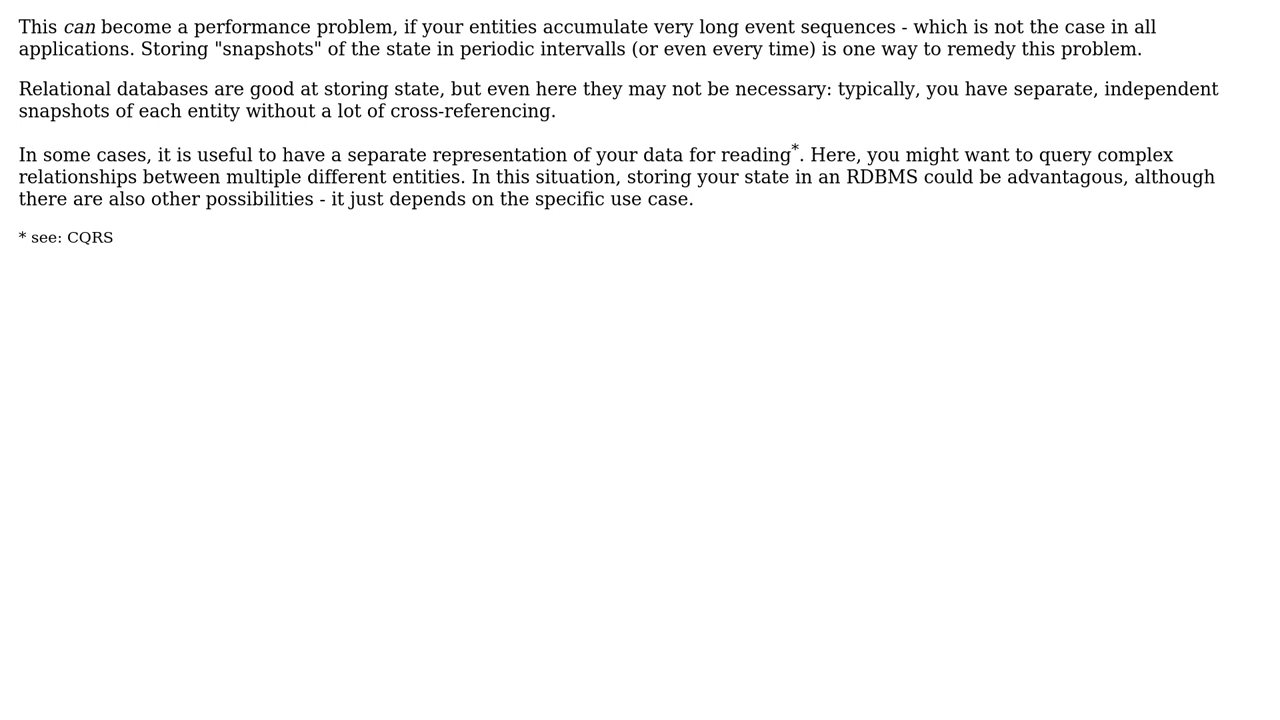 This can become a performance problem, if your entities accumulate very long event sequences - which is not the case in all
applications. Storing "snapshots" of the state in periodic intervalls (or even every time) is one way to remedy this problem.
Relational databases are good at storing state, but even here they may not be necessary: typically, you have separate, independent
snapshots of each entity without a lot of cross-referencing.
In some cases, it is useful to have a separate representation of your data for reading*. Here, you might want to query complex
relationships between multiple different entities. In this situation, storing your state in an RDBMS could be advantagous, although
there are also other possibilities - it just depends on the specific use case.
* see: CQRS